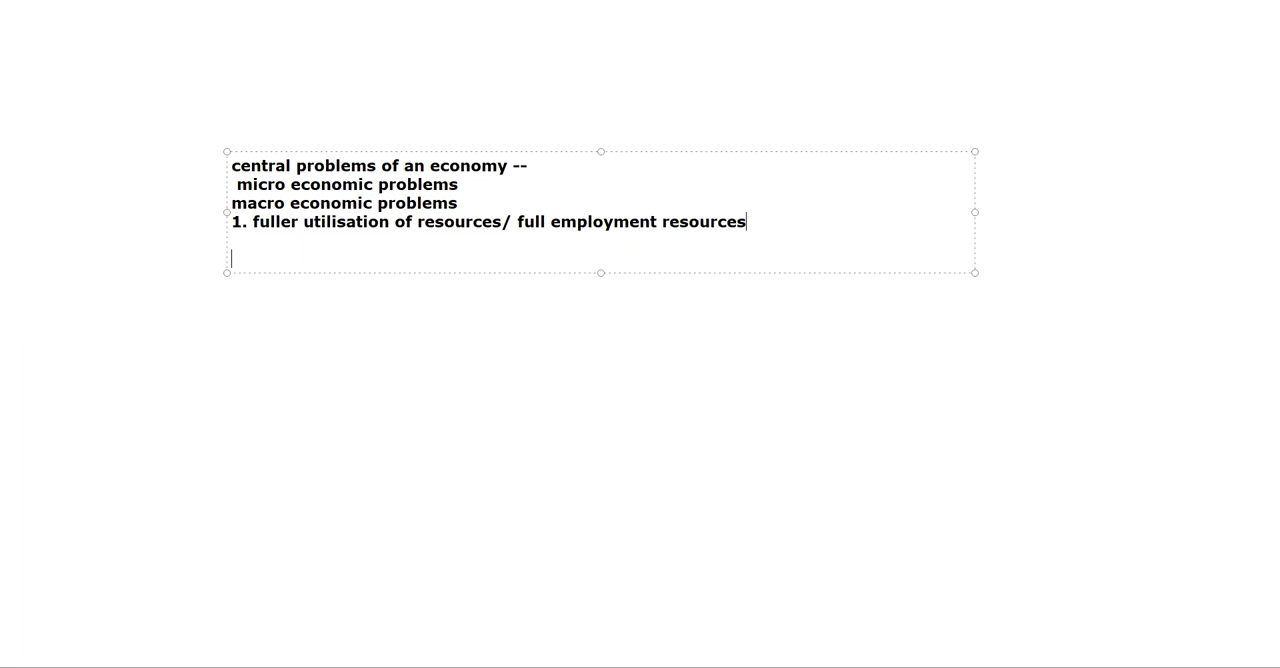 central problems of an economy --
micro economic problems
macro economic problems
1. fuller utilisation of resources/ full employment resources